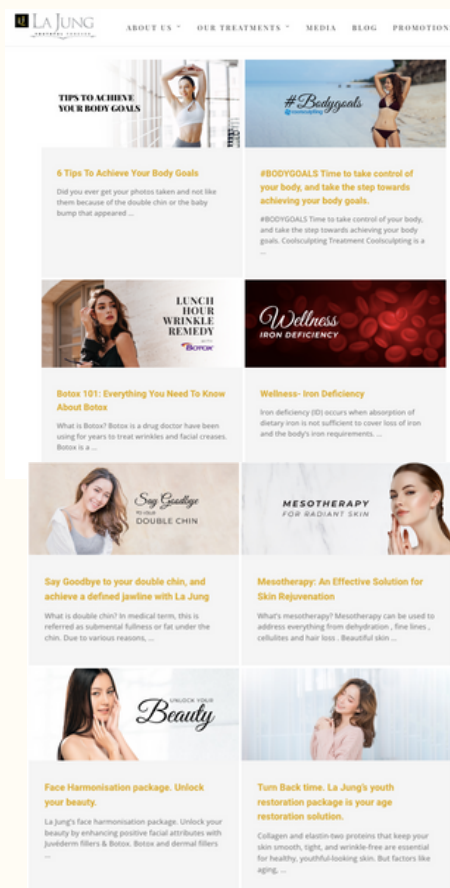 LA JUNG
ABOUT US
OUR TREATMENTS
MEDIA
BLOG
PROMOTION
TIPS TO ACHIEVE
YOUR BODY GOALS
#Bodygoals
coolsculpting
6 Tips To Achieve Your Body Goals
Did you ever get your photos taken and not like
them because of the double chin or the baby
bump that appeared ...
#BODYGOALS Time to take control of
your body, and take the step towards
achieving your body goals.
#BODYGOALS Time to take control of your body,
and take the step towards achieving your body
goals. Coolsculpting Treatment Coolsculpting is a
...
LUNCH
HOUR
WRINKLE
REMEDY
WITH
BOTOX
Wellness
IRON DEFICIENCY
Botox 101: Everything You Need To Know
About Botox
What is Botox? Botox is a drug doctor have been
using for years to treat wrinkles and facial creases.
Botox is a ...
Wellness- Iron Deficiency
Iron deficiency (ID) occurs when absorption of
dietary iron is not sufficient to cover loss of iron
and the body's iron requirements. ...
Say Goodbye
TO YOUR
DOUBLE CHIN
MESOTHERAPY
FOR RADIANT SKIN
Say Goodbye to your double chin, and
achieve a defined jawline with La Jung
What is double chin? In medical term, this is
referred as submental fullness or fat under the
chin. Due to various reasons, ...
Mesotherapy: An Effective Solution for
Skin Rejuvenation
What's mesotherapy? Mesotherapy can be used to
address everything from dehydration , fine lines ,
cellulites and hair loss . Beautiful skin ...
UNLOCK YOUR
Beauty
Face Harmonisation package. Unlock
your beauty.
La Jung's face harmonisation package. Unlock your
beauty by enhancing positive facial attributes with
Juvéderm fillers & Botox. Botox and dermal fillers
...
Turn Back time. La Jung's youth
restoration package is your age
restoration solution.
Collagen and elastin-two proteins that keep your
skin smooth, tight, and wrinkle-free are essential
for healthy, youthful-looking skin. But factors like
aging, ...